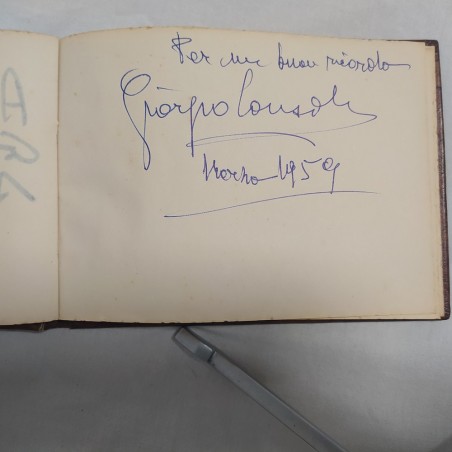 Per un buon ricordo
Giorgio Consolini
Marzo 1959